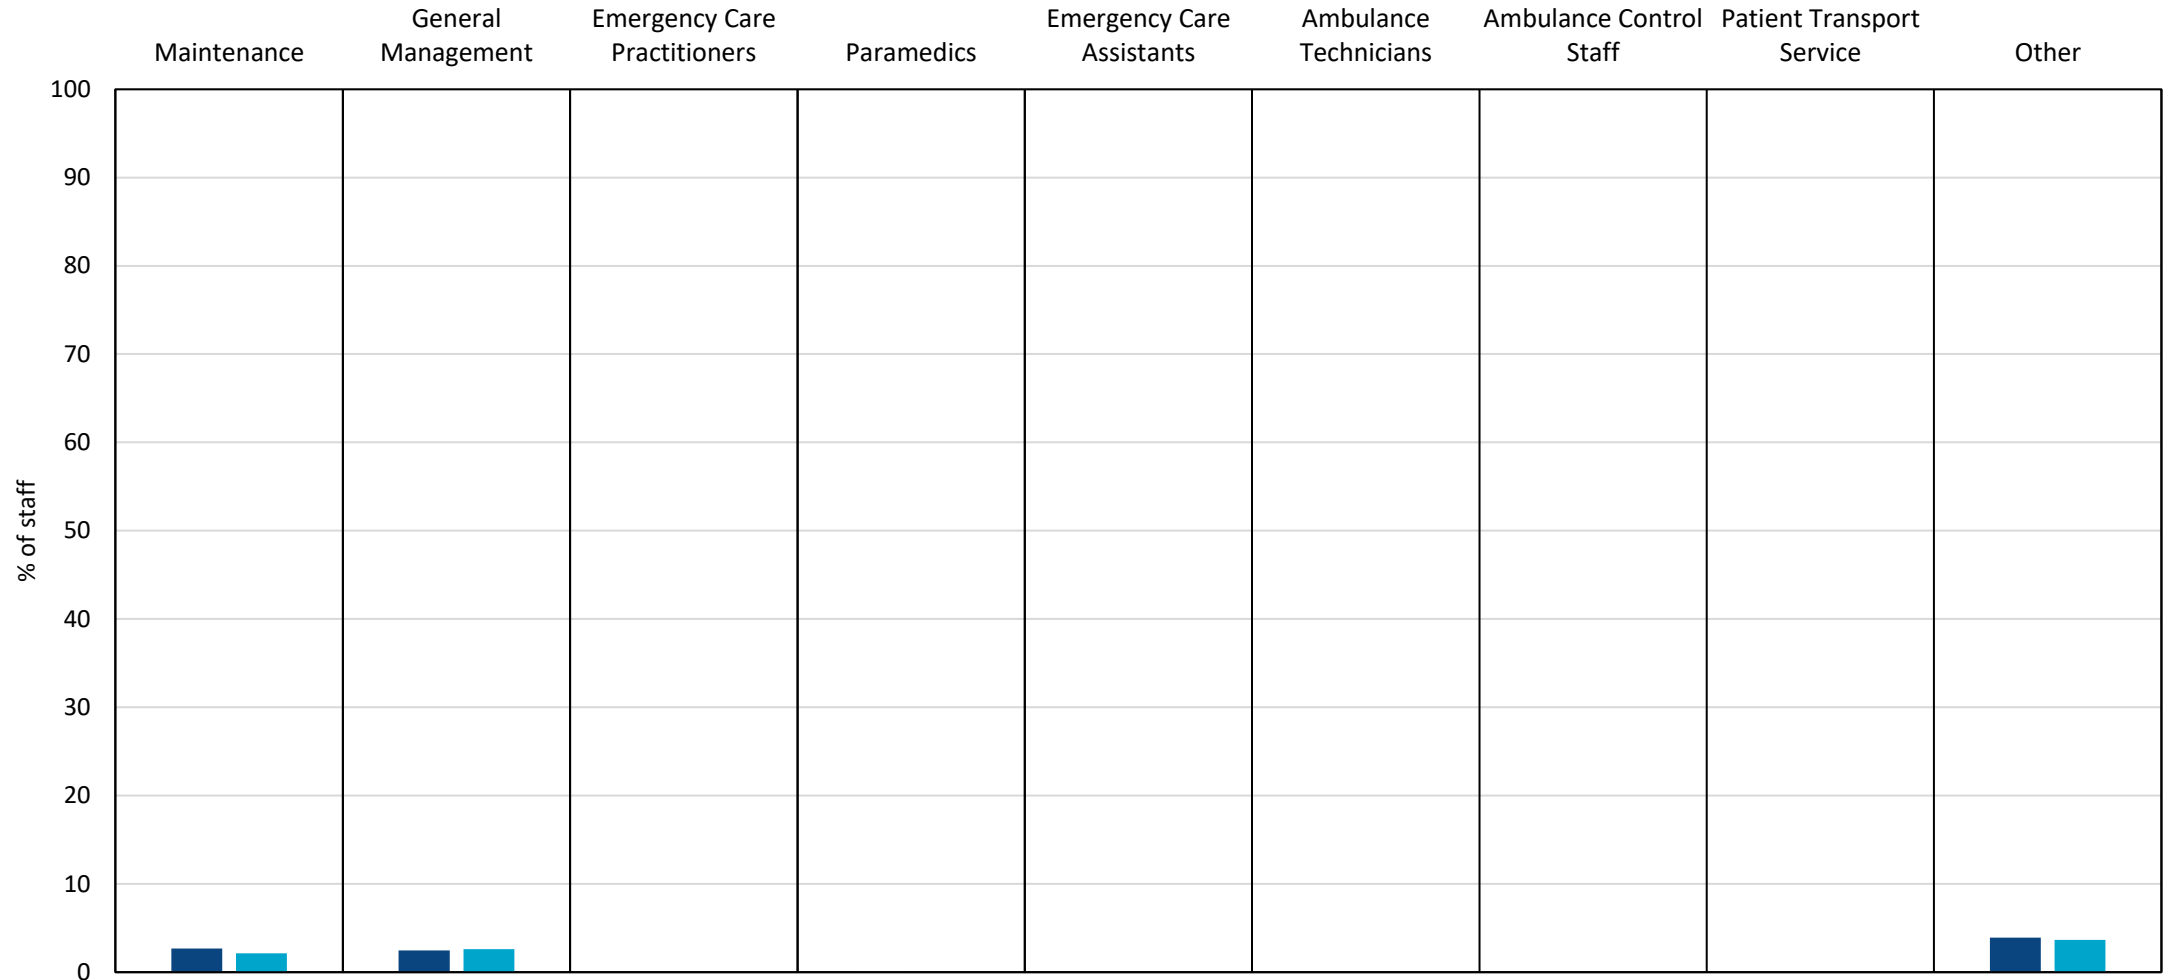 Maintenance
General
Management
Emergency Care
Practitioners
Paramedics
Emergency Care
Assistants
Ambulance
Technicians
Ambulance Control
Staff
Patient Transport
Service
Other
100
90
80
70
60
50
40
30
20
10
0
% of staff